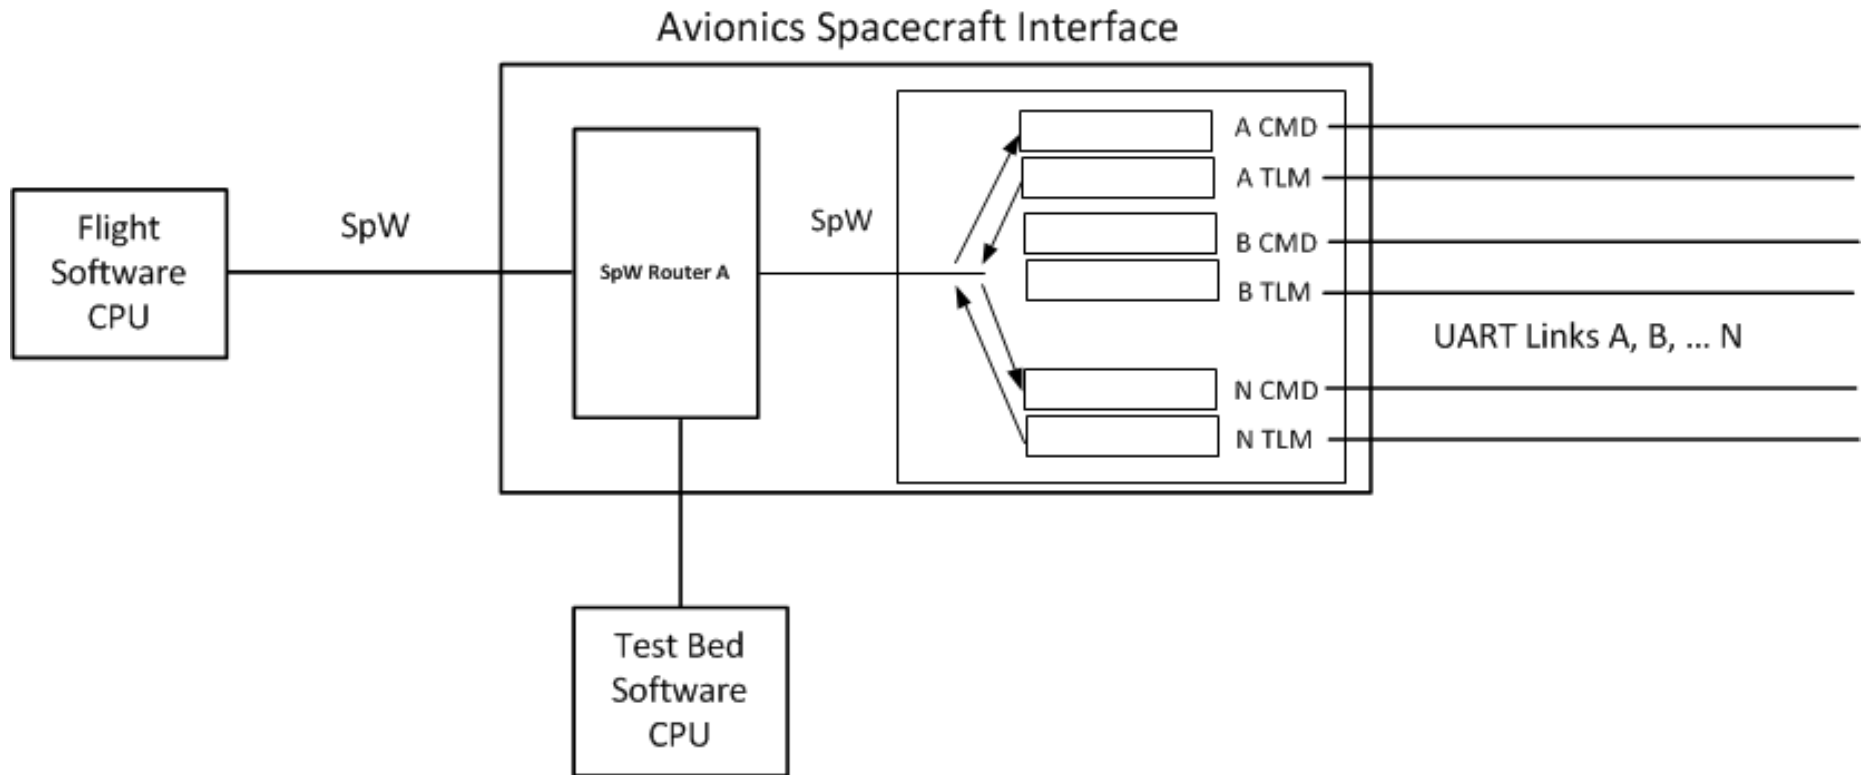 Avionics Spacecraft Interface
Flight
Software
CPU
SpW
SpW Router A
SpW
A CMD
A TLM
B CMD
B TLM
N CMD
N TLM
UART Links A, B, ... N
Test Bed
Software
CPU